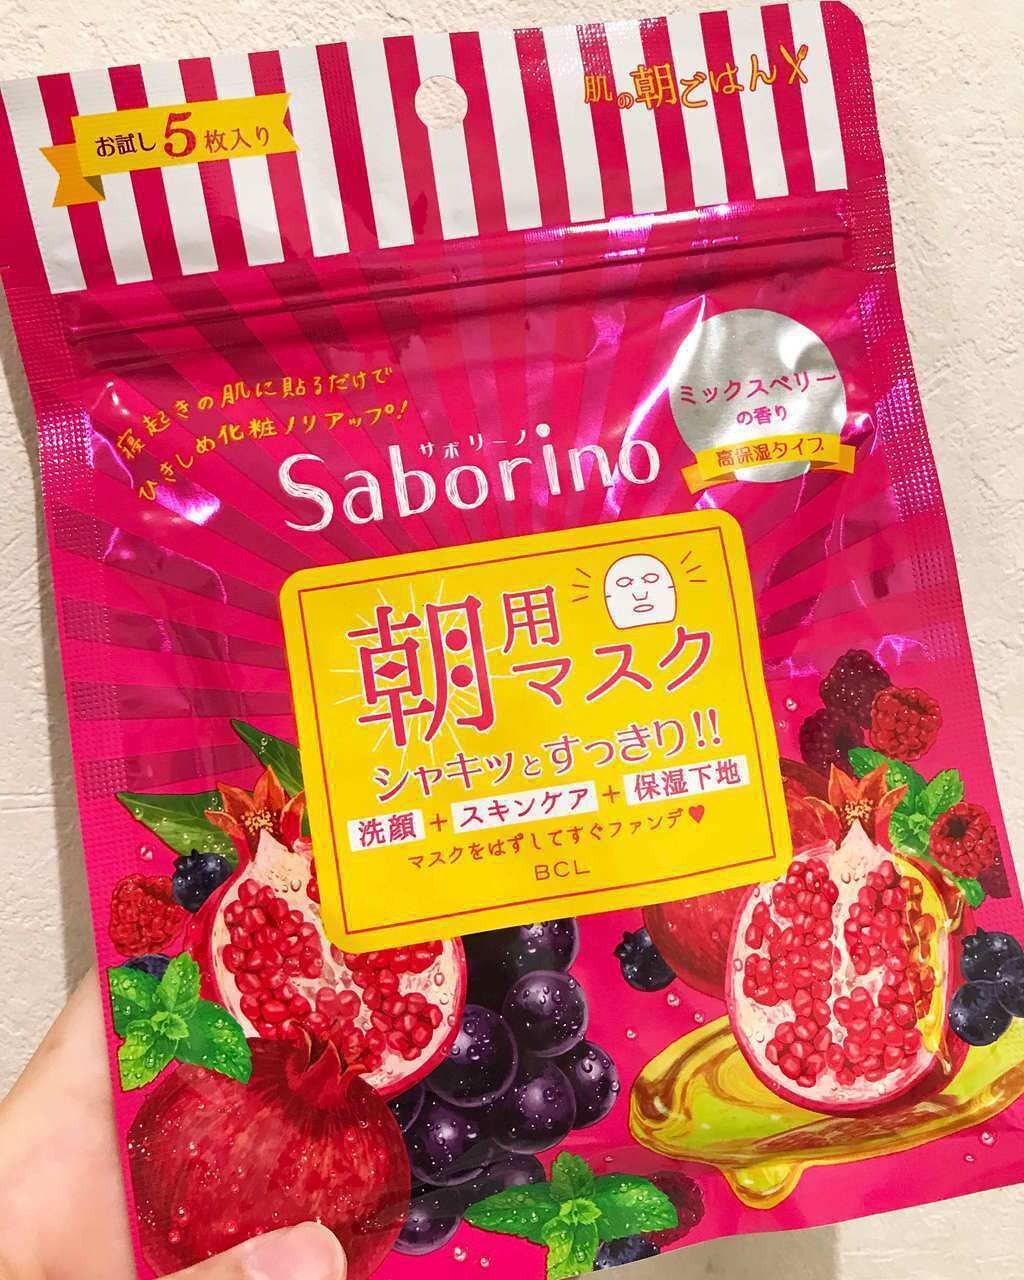 お試し5枚入り
肌の朝ごはん
寝起きの肌に貼るだけで
ひきしめ化粧ノリアップ!
サボリーノ
Saborino
ミックスベリー
の香り
高保湿タイプ
朝用
マスク
シャキッとすっきり!!
洗顔+スキンケア+保湿下地
マスクをはずしてすぐファンデ♥
BCL